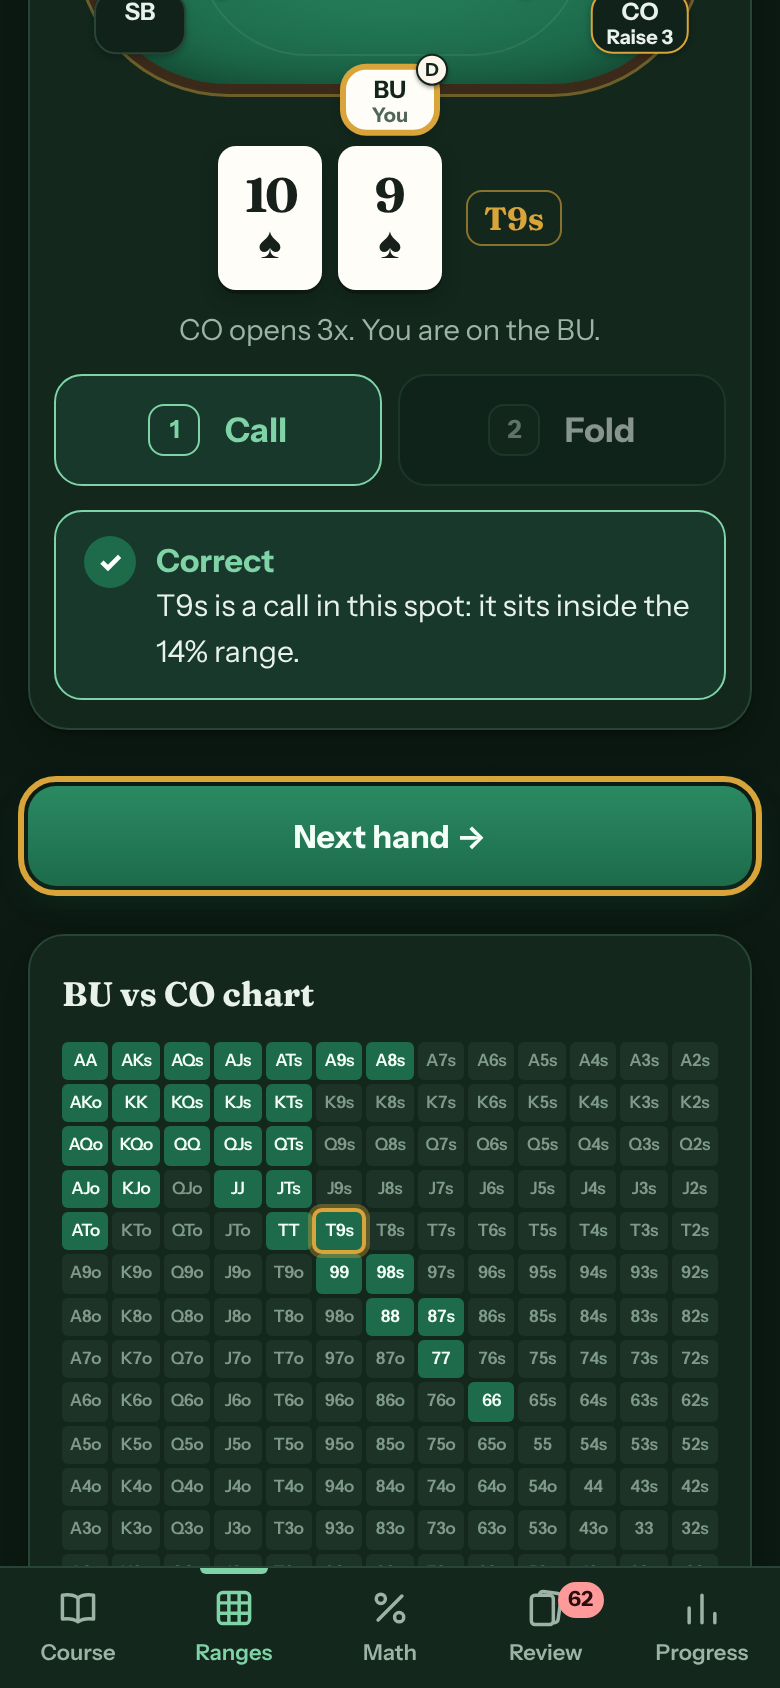 SB
CO
Raise 3
D
BU
You
10 9
♠ ♠
T9s
CO opens 3x. You are on the BU.
1 Call
2 Fold
Correct
T9s is a call in this spot: it sits inside the
14% range.
Next hand →
BU vs CO chart
AA AKs AQs AJs ATs A9s A8s A7s A6s A5s A4s A3s A2s
AKo KK KQs KJs KTs K9s K8s K7s K6s K5s K4s K3s K2s
AQo KQo QQ QJs QTs Q9s Q8s Q7s Q6s Q5s Q4s Q3s Q2s
AJo KJo QJo JJ JTs J9s J8s J7s J6s J5s J4s J3s J2s
ATo KTo QTo JTo TT T9s T8s T7s T6s T5s T4s T3s T2s
A9o K9o Q9o J9o T9o 99 98s 97s 96s 95s 94s 93s 92s
A8o K8o Q8o J8o T8o 98o 88 87s 86s 85s 84s 83s 82s
A7o K7o Q7o J7o T7o 97o 87o 77 76s 75s 74s 73s 72s
A6o K6o Q6o J6o T6o 96o 86o 76o 66 65s 64s 63s 62s
A5o K5o Q5o J5o T5o 95o 85o 75o 65o 55 54s 53s 52s
A4o K4o Q4o J4o T4o 94o 84o 74o 64o 54o 44 43s 42s
A3o K3o Q3o J3o T3o 93o 83o 73o 63o 53o 43o 33 32s
62
Course Ranges Math Review Progress